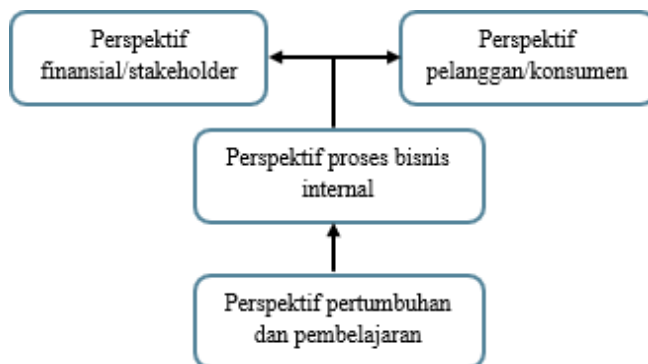 Perspektif
finansial/stakeholder
Perspektif
pelanggan/konsumen
Perspektif proses bisnis
internal
Perspektif pertumbuhan
dan pembelajaran